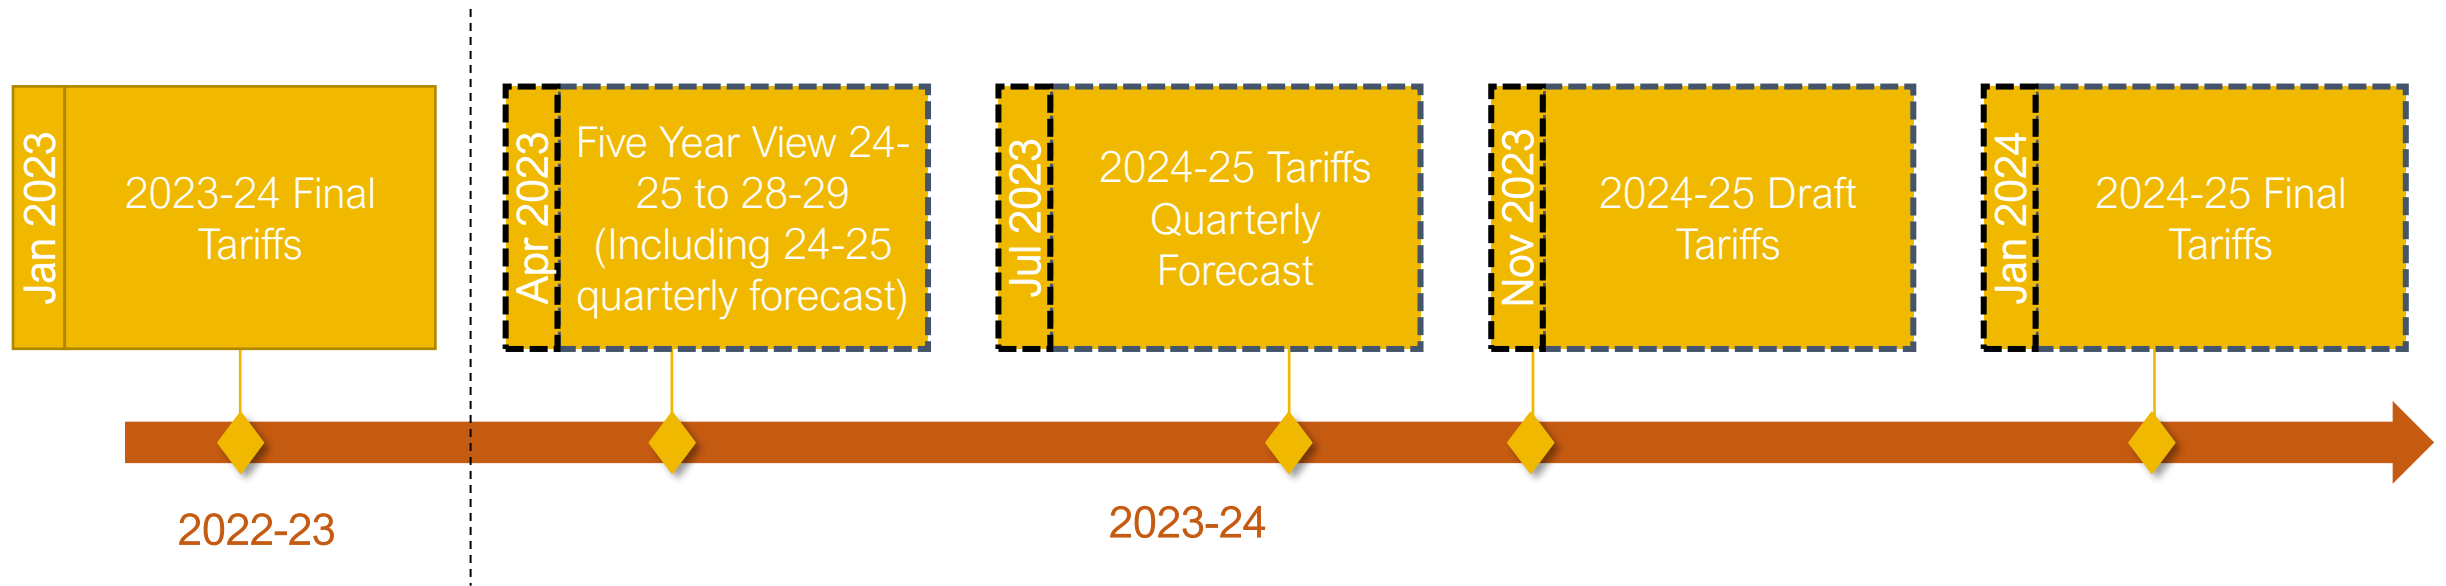 Jan 2023
2023-24 Final
Tariffs
Apr 2023
Five Year View 24-
25 to 28-29
(Including 24-25
quarterly forecast)
Jul 2023
2024-25 Tariffs
Quarterly
Forecast
Nov 2023
2024-25 Draft
Tariffs
Jan 2024
2024-25 Final
Tariffs
2022-23
2023-24